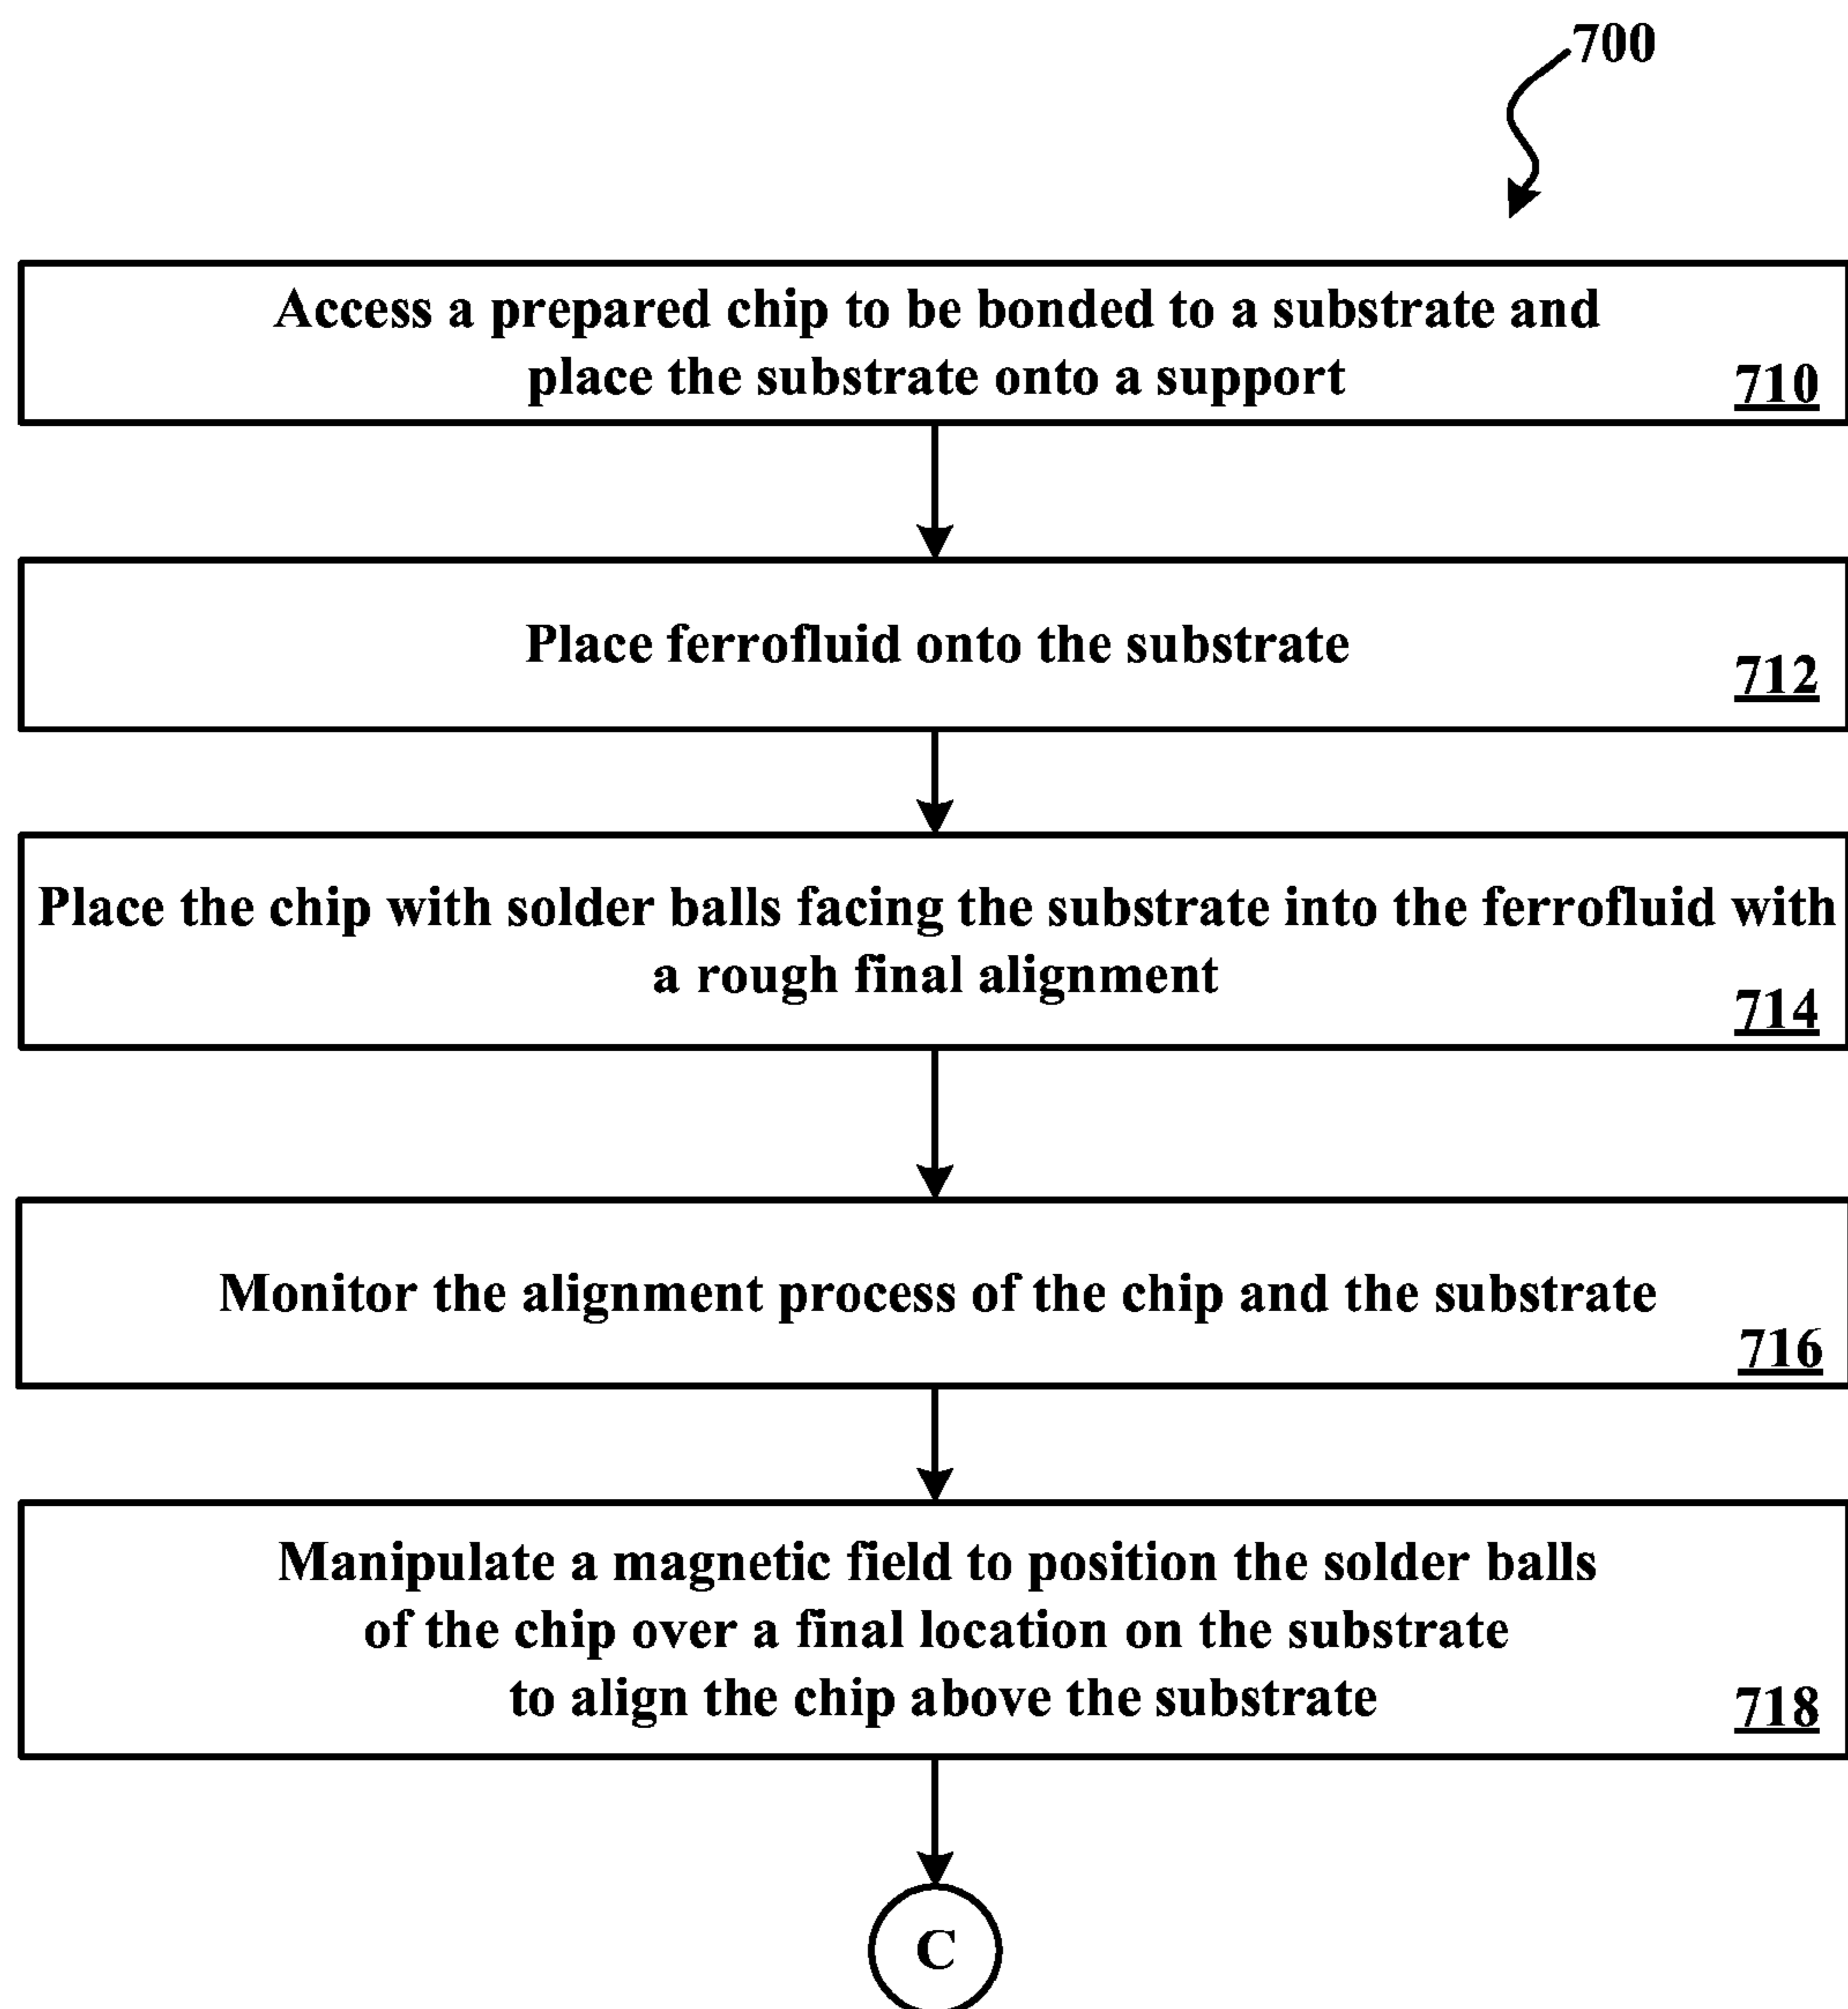 700
Access a prepared chip to be bonded to a substrate and
place the substrate onto a support
710
Place ferrofluid onto the substrate
712
Place the chip with solder balls facing the substrate into the ferrofluid with
a rough final alignment
714
Monitor the alignment process of the chip and the substrate
716
Manipulate a magnetic field to position the solder balls
of the chip over a final location on the substrate
to align the chip above the substrate
718
C